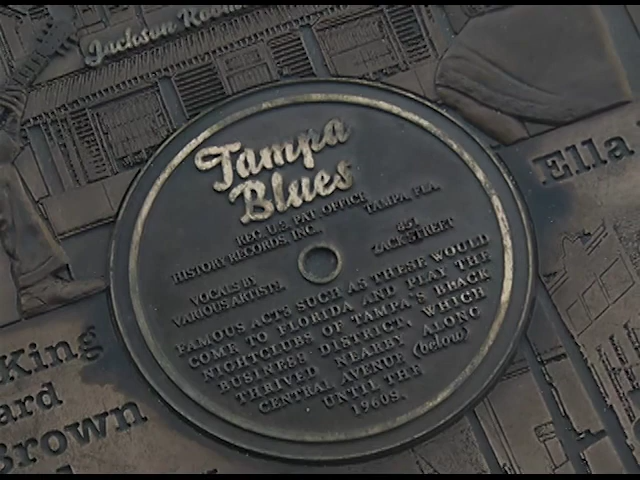 Jackson Room
Tampa
Blues
REG. U.S. PAT. OFFICE
TAMPA, FLA.
HISTORY RECORDS, INC.,
851
ZACK STREET
VOCALS BY
VARIOUS ARTISTS.
FAMOUS ACTS SUCH AS THESE WOULD
COME TO FLORIDA AND PLAY THE
NIGHTCLUBS OF TAMPA'S BLACK
BUSINESS DISTRICT, WHICH
THRIVED NEARBY ALONG
CENTRAL AVENUE (below)
UNTIL THE
1960S.
Ella
King
ard
Brown